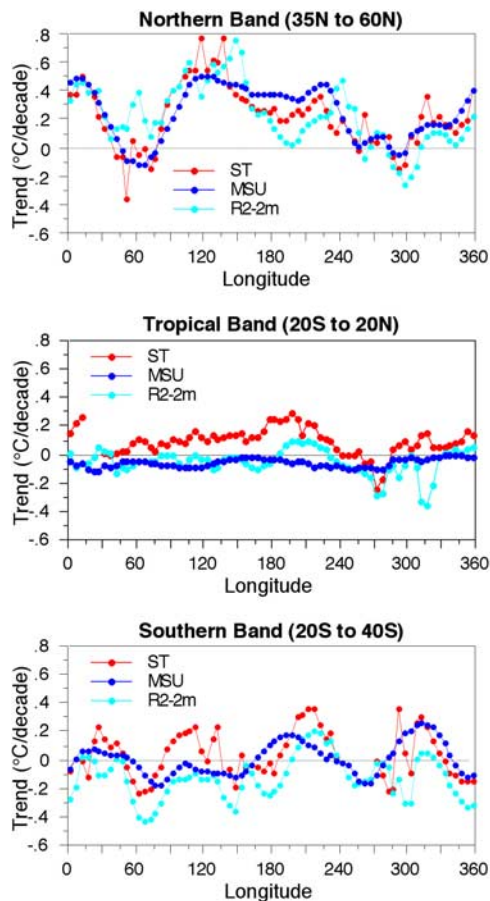 Northern Band (35N to 60N)
Trend (°C/decade)
.8
.6
.4
.2
0
-.2
-.4
-.6
ST
MSU
R2-2m
0 60 120 180 240 300 360
Longitude
Tropical Band (20S to 20N)
Trend (°C/decade)
.8
.6
.4
.2
0
-.2
-.4
-.6
ST
MSU
R2-2m
0 60 120 180 240 300 360
Longitude
Southern Band (20S to 40S)
Trend (°C/decade)
.8
.6
.4
.2
0
-.2
-.4
-.6
ST
MSU
R2-2m
0 60 120 180 240 300 360
Longitude